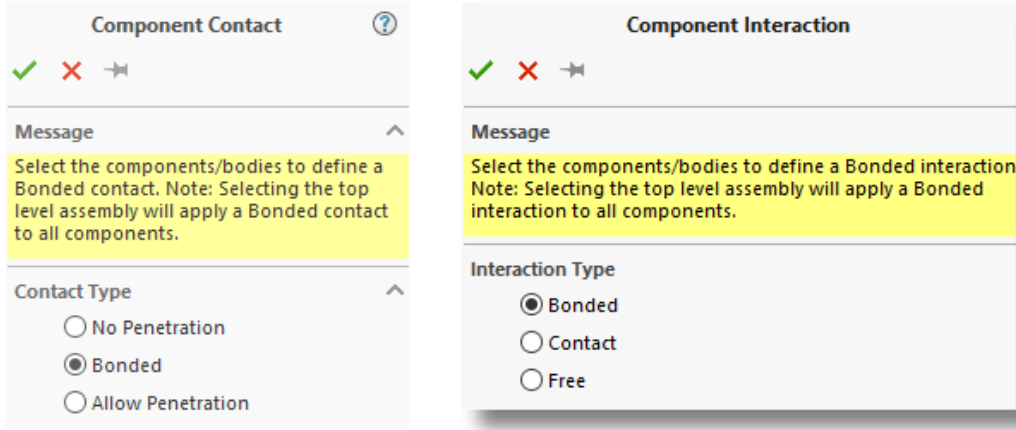 Component Contact
Message
Select the components/bodies to define a
Bonded contact. Note: Selecting the top
level assembly will apply a Bonded contact
to all components.
Contact Type
No Penetration
Bonded
Allow Penetration
Component Interaction
Message
Select the components/bodies to define a Bonded interaction
Note: Selecting the top level assembly will apply a Bonded
interaction to all components.
Interaction Type
Bonded
Contact
Free